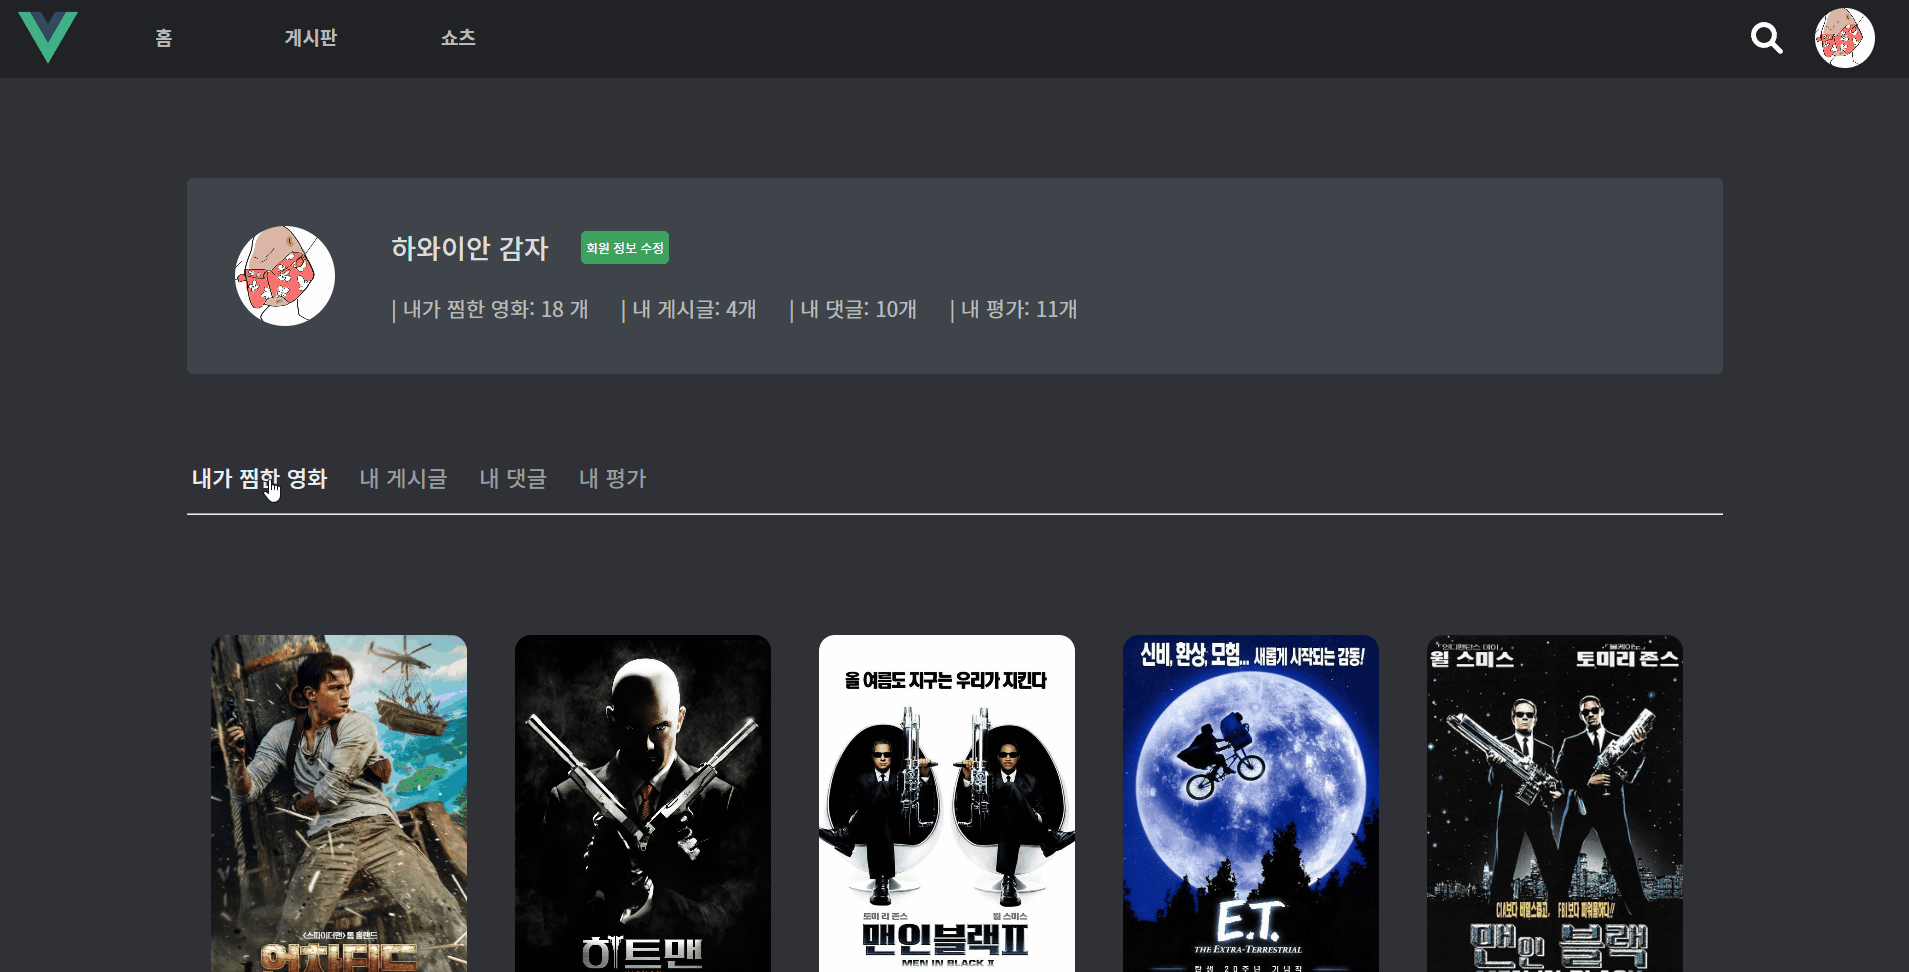 홈 게시판 쇼츠
하와이안 감자 회원 정보 수정
| 내가 찜한 영화: 18 개 | 내 게시글: 4개 | 내 댓글: 10개 | 내 평가: 11개
내가 찜한 영화 내 게시글 내 댓글 내 평가
<스파이더맨> 톰 홀랜드
언차티드
히트맨
올 여름도 지구는 우리가 지킨다
토미 리 존스 윌 스미스
맨 인 블랙 II
MEN IN BLACK II
신비, 환상, 모험... 새롭게 시작되는 감동!
E.T.
THE EXTRA-TERRESTRIAL
탄생 20주년 기념작
윌 스미스 토미 리 존스
맨 인 블랙